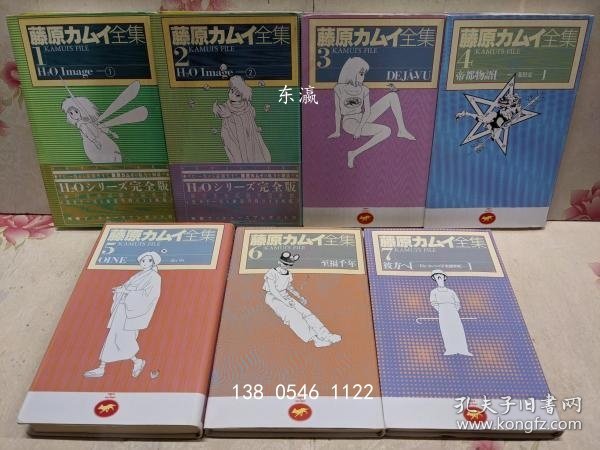 藤原カムイ全集
KAMUI'S FILE
1
H2O Image—①
H2Oシリーズ完全版
藤原カムイ全集
KAMUI'S FILE
2
H2O Image—②
H2Oシリーズ完全版
藤原カムイ全集
KAMUI'S FILE
3
DEJAVU
藤原カムイ全集
KAMUI'S FILE
4
帝都物語Ⅰ
1
藤原カムイ全集
KAMUI'S FILE
5
OINE
藤原カムイ全集
KAMUI'S FILE
6
至福千年
藤原カムイ全集
KAMUI'S FILE
7
彼方へⅠ
1
东瀛
138 0546 1122
孔夫子旧书网
www.kongfz.com